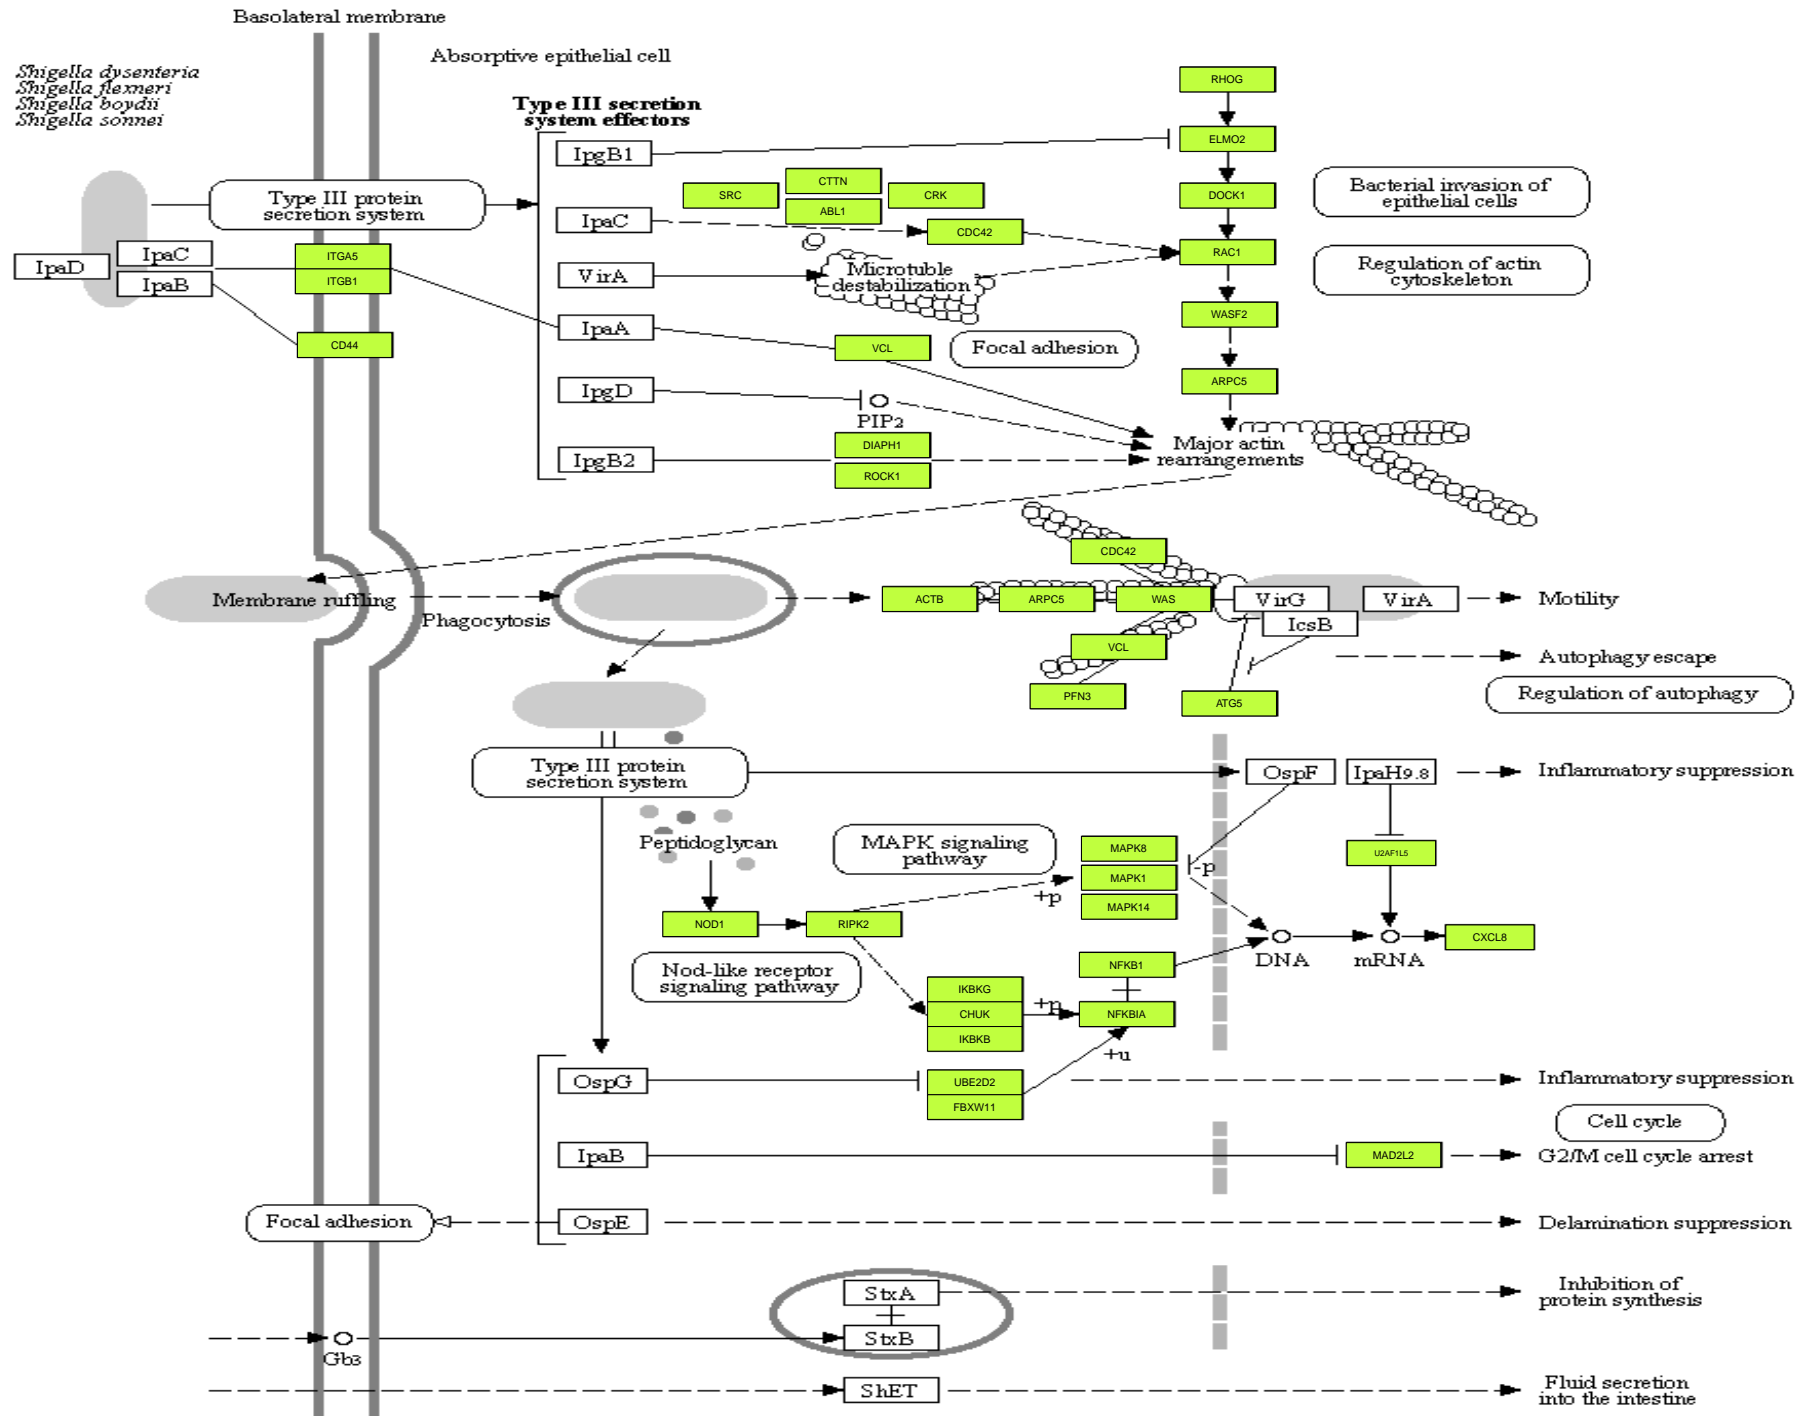 Basolateral membrane
Absorptive epithelial cell
Shigella dysenteria
Shigella flexneri
Shigella boydii
Shigella sonnei
Type III secretion
system effectors
RHOG
ELMO2
IpgB1
CTTN
SRC
CRK
ABL1
DOCK1
Bacterial invasion of
epithelial cells
Type III protein
secretion system
IpaC
CDC42
RAC1
IpaD
IpaC
IpaB
ITGA5
ITGB1
VirA
Microtuble
destabilization
Regulation of actin
cytoskeleton
WASF2
IpaA
CD44
VCL
Focal adhesion
ARPC5
IpgD
PIP2
DIAPH1
ROCK1
IpgB2
Major actin
rearrangements
CDC42
Membrane ruffling
Phagocytosis
ACTB
ARPC5
WAS
VirG
VirA
Motility
IcsB
VCL
Autophagy escape
PFN3
ATG5
Regulation of autophagy
Type III protein
secretion system
OspF
IpaH9.8
Inflammatory suppression
Peptidoglycan
MAPK signaling
pathway
MAPK8
MAPK1
MAPK14
-p
+p
U2AF1L5
NOD1
RIPK2
DNA
mRNA
CXCL8
Nod-like receptor
signaling pathway
NFKB1
IKBKG
CHUK
IKBKB
+p
NFKBIA
+u
OspG
UBE2D2
FBXW11
Inflammatory suppression
Cell cycle
IpaB
MAD2L2
G2/M cell cycle arrest
Focal adhesion
OspE
Delamination suppression
StxA
Inhibition of
protein synthesis
StxB
Gb3
ShET
Fluid secretion
into the intestine